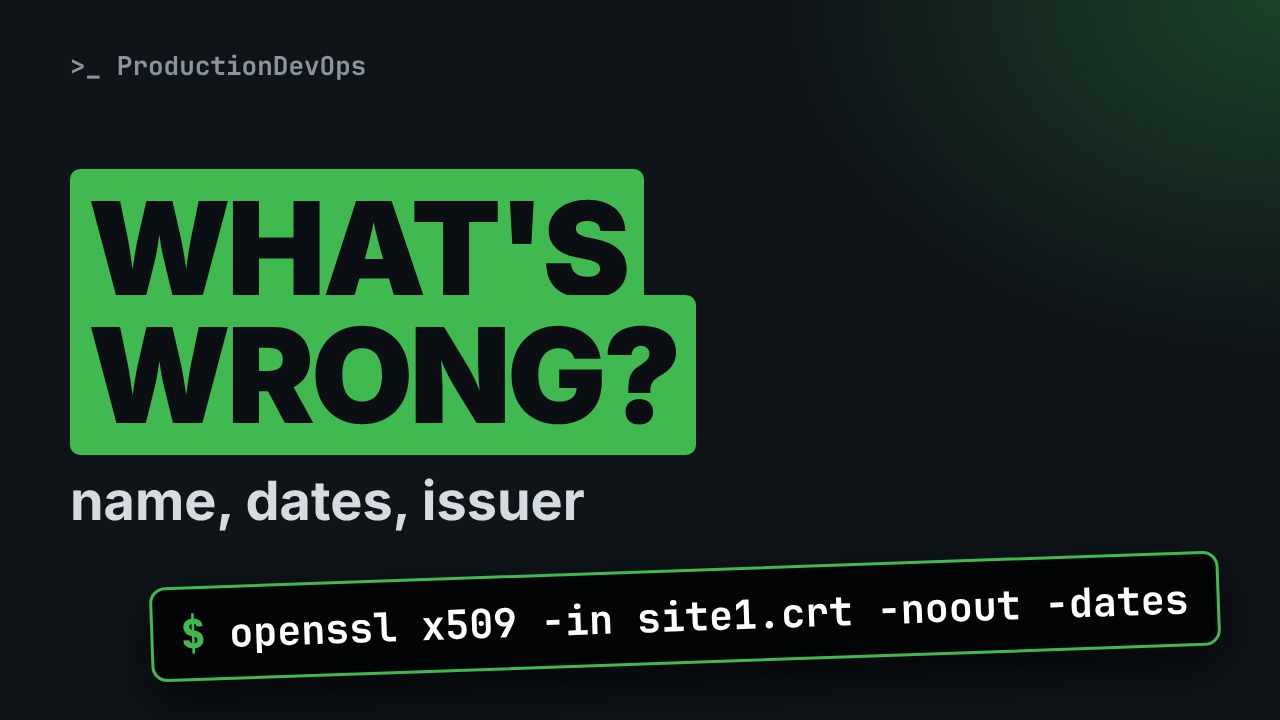 >_ ProductionDevOps
WHAT'S
WRONG?
name, dates, issuer
$ openssl x509 -in site1.crt -noout -dates